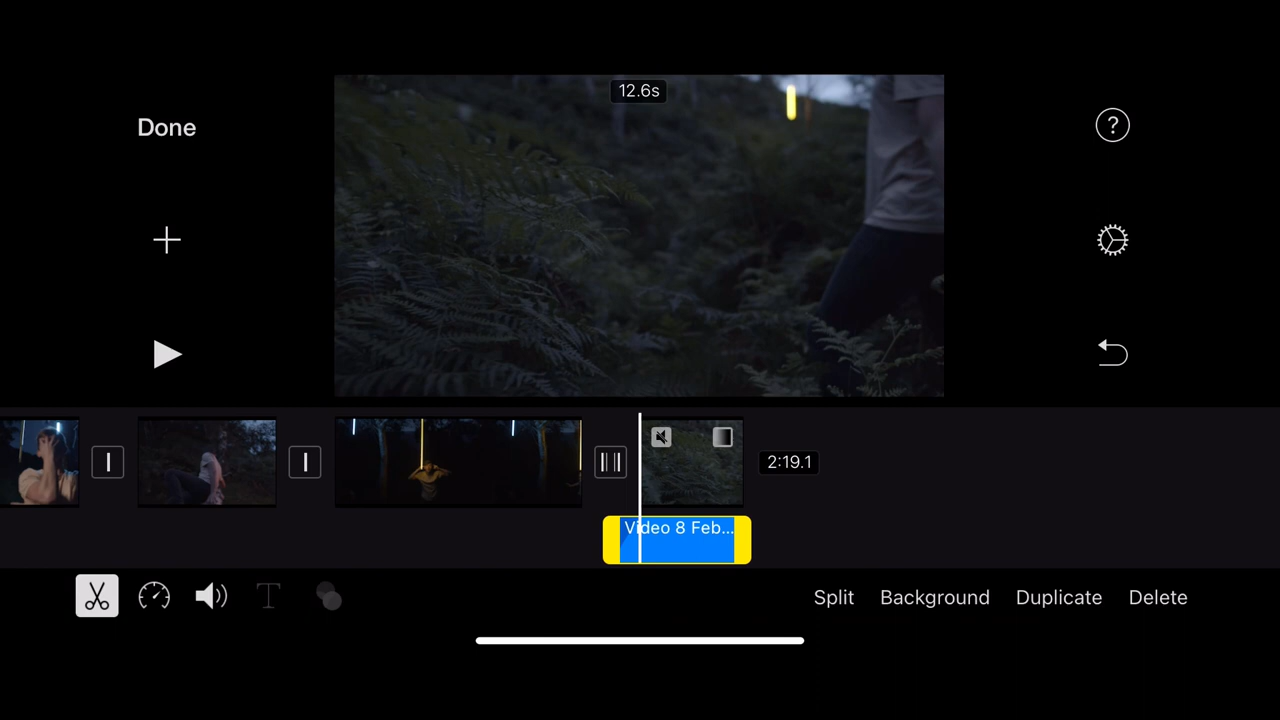 12.6s
Done
?
2:19.1
Video 8 Feb...
T
Split Background Duplicate Delete